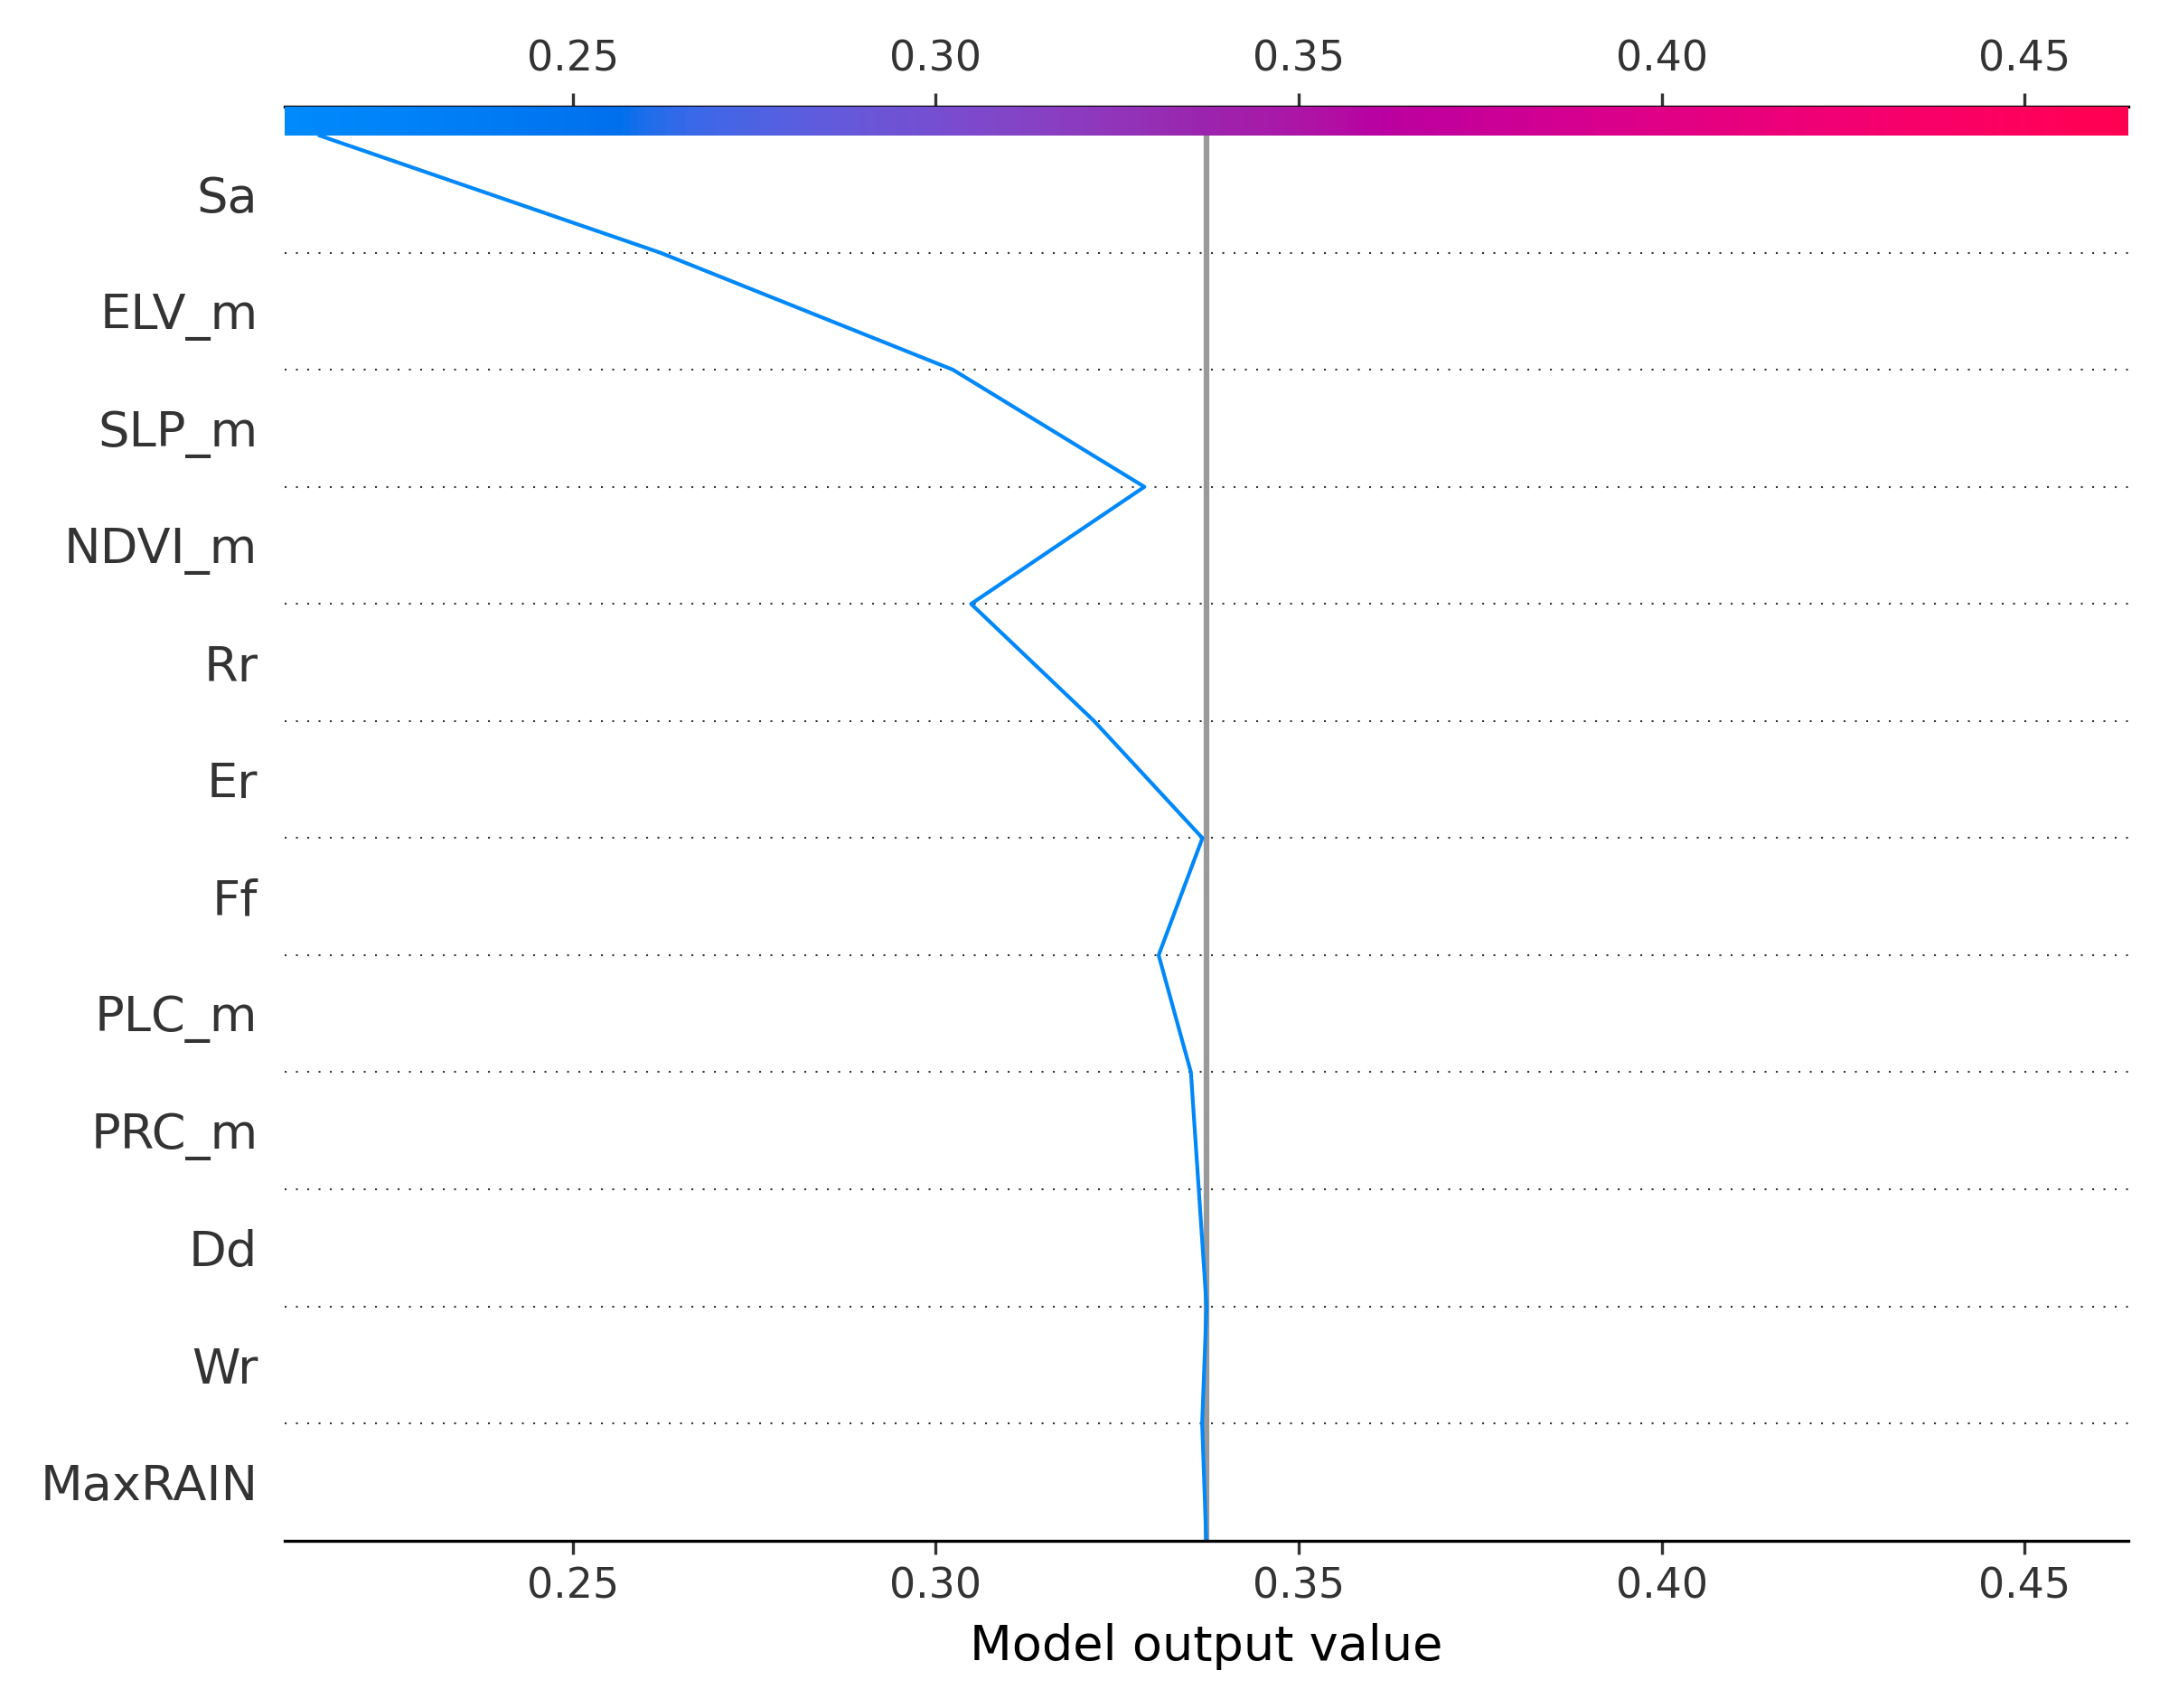 0.25 0.30 0.35 0.40 0.45
Sa
ELV_m
SLP_m
NDVI_m
Rr
Er
Ff
PLC_m
PRC_m
Dd
Wr
MaxRAIN
0.25 0.30 0.35 0.40 0.45
Model output value